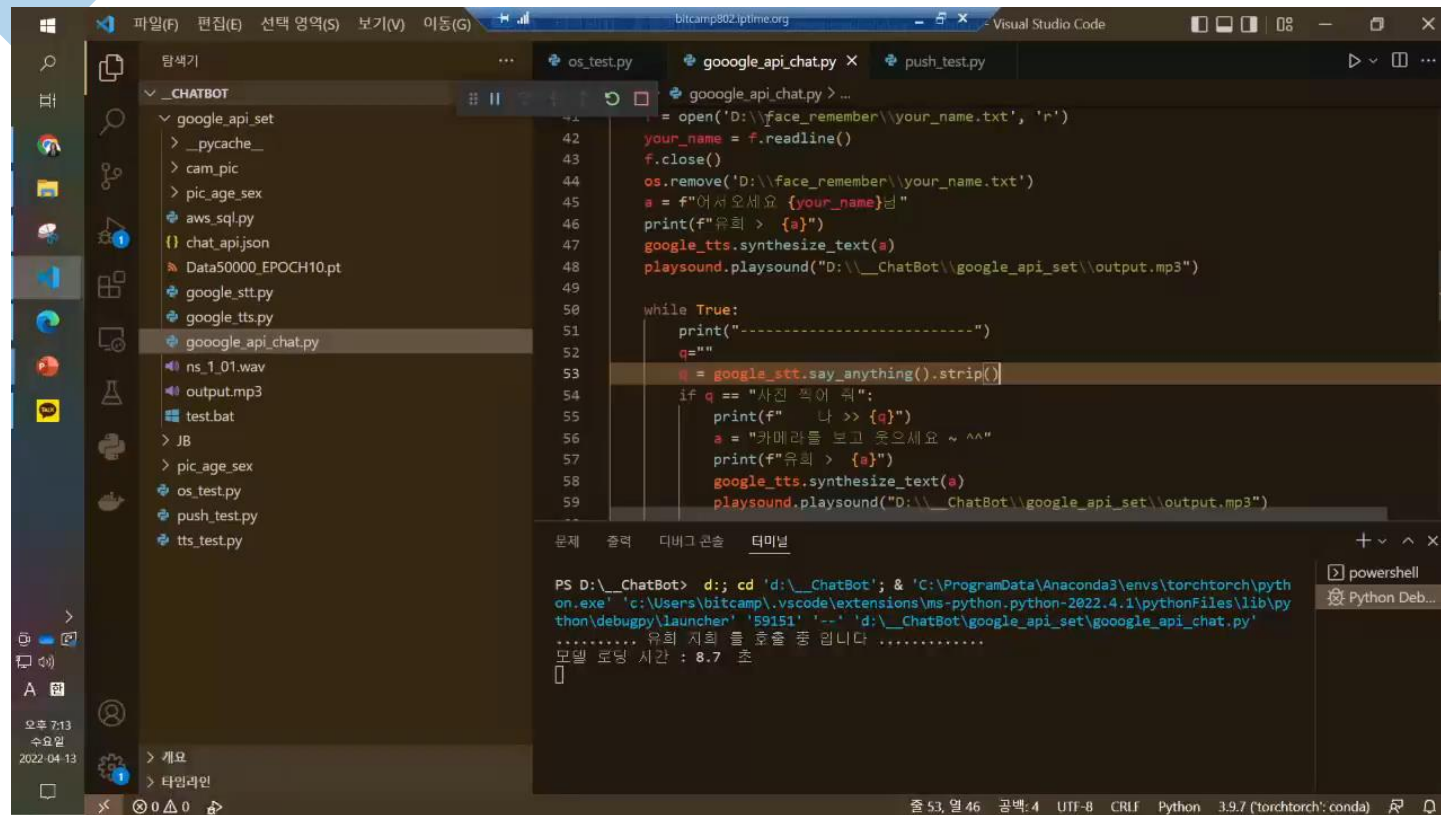 파일(F) 편집(E) 선택 영역(S) 보기(V) 이동(G) bitcamp802.iptime.org - Visual Studio Code
탐색기
_CHATBOT
google_api_set
__pycache__
cam_pic
pic_age_sex
aws_sql.py
chat_api.json
Data50000_EPOCH10.pt
google_stt.py
google_tts.py
gooogle_api_chat.py
ns_1_01.wav
output.mp3
test.bat
JB
pic_age_sex
os_test.py
push_test.py
tts_test.py
개요
타임라인
os_test.py gooogle_api_chat.py push_test.py
gooogle_api_chat.py > ...
41 f = open('D:\\face_remember\\your_name.txt', 'r')
42 your_name = f.readline()
43 f.close()
44 os.remove('D:\\face_remember\\your_name.txt')
45 a = f"어서오세요 {your_name}님"
46 print(f"유희 > {a}")
47 google_tts.synthesize_text(a)
48 playsound.playsound("D:\\__ChatBot\\google_api_set\\output.mp3")
49
50 while True:
51 print("---------------------------")
52 q=""
53 q = google_stt.say_anything().strip()
54 if q == "사진 찍어 줘":
55 print(f" 나 >> {q}")
56 a = "카메라를 보고 웃으세요 ~ ^^"
57 print(f"유희 > {a}")
58 google_tts.synthesize_text(a)
59 playsound.playsound("D:\\__ChatBot\\google_api_set\\output.mp3")
문제 출력 디버그 콘솔 터미널
PS D:\__ChatBot> d:; cd 'd:\__ChatBot'; & 'C:\ProgramData\Anaconda3\envs\torchtorch\pyth
on.exe' 'c:\Users\bitcamp\.vscode\extensions\ms-python.python-2022.4.1\pythonFiles\lib\py
thon\debugpy\launcher' '59151' '--' 'd:\__ChatBot\google_api_set\gooogle_api_chat.py'
.......... 유희 지희 를 호출 중 입니다 .............
모델 로딩 시간 : 8.7 초
powershell
Python Deb...
A 한
오후 7:13
수요일
2022-04-13
0 0 줄 53, 열 46 공백: 4 UTF-8 CRLF Python 3.9.7 ('torchtorch': conda)